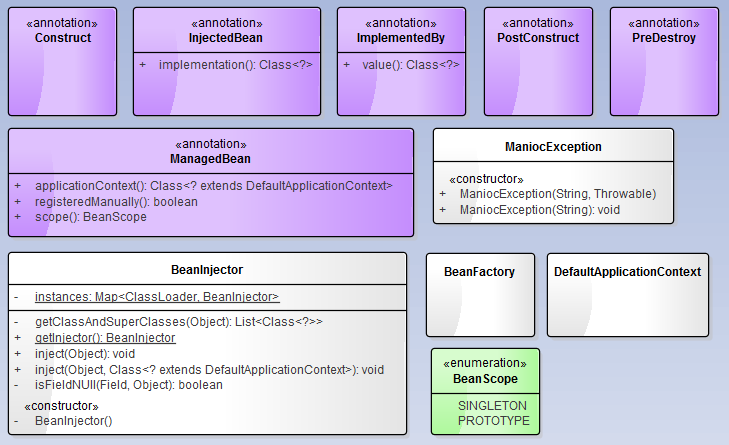 «annotation»
Construct
«annotation»
InjectedBean
+ implementation(): Class<?>
«annotation»
ImplementedBy
+ value(): Class<?>
«annotation»
PostConstruct
«annotation»
PreDestroy
«annotation»
ManagedBean
+ applicationContext(): Class<? extends DefaultApplicationContext>
+ registeredManually(): boolean
+ scope(): BeanScope
ManiocException
«constructor»
+ ManiocException(String, Throwable)
+ ManiocException(String): void
BeanInjector
- instances: Map<ClassLoader, BeanInjector>
- getClassAndSuperClasses(Object): List<Class<?>>
+ getInjector(): BeanInjector
+ inject(Object): void
+ inject(Object, Class<? extends DefaultApplicationContext>): void
- isFieldNUll(Field, Object): boolean
«constructor»
- BeanInjector()
BeanFactory
DefaultApplicationContext
«enumeration»
BeanScope
SINGLETON
PROTOTYPE